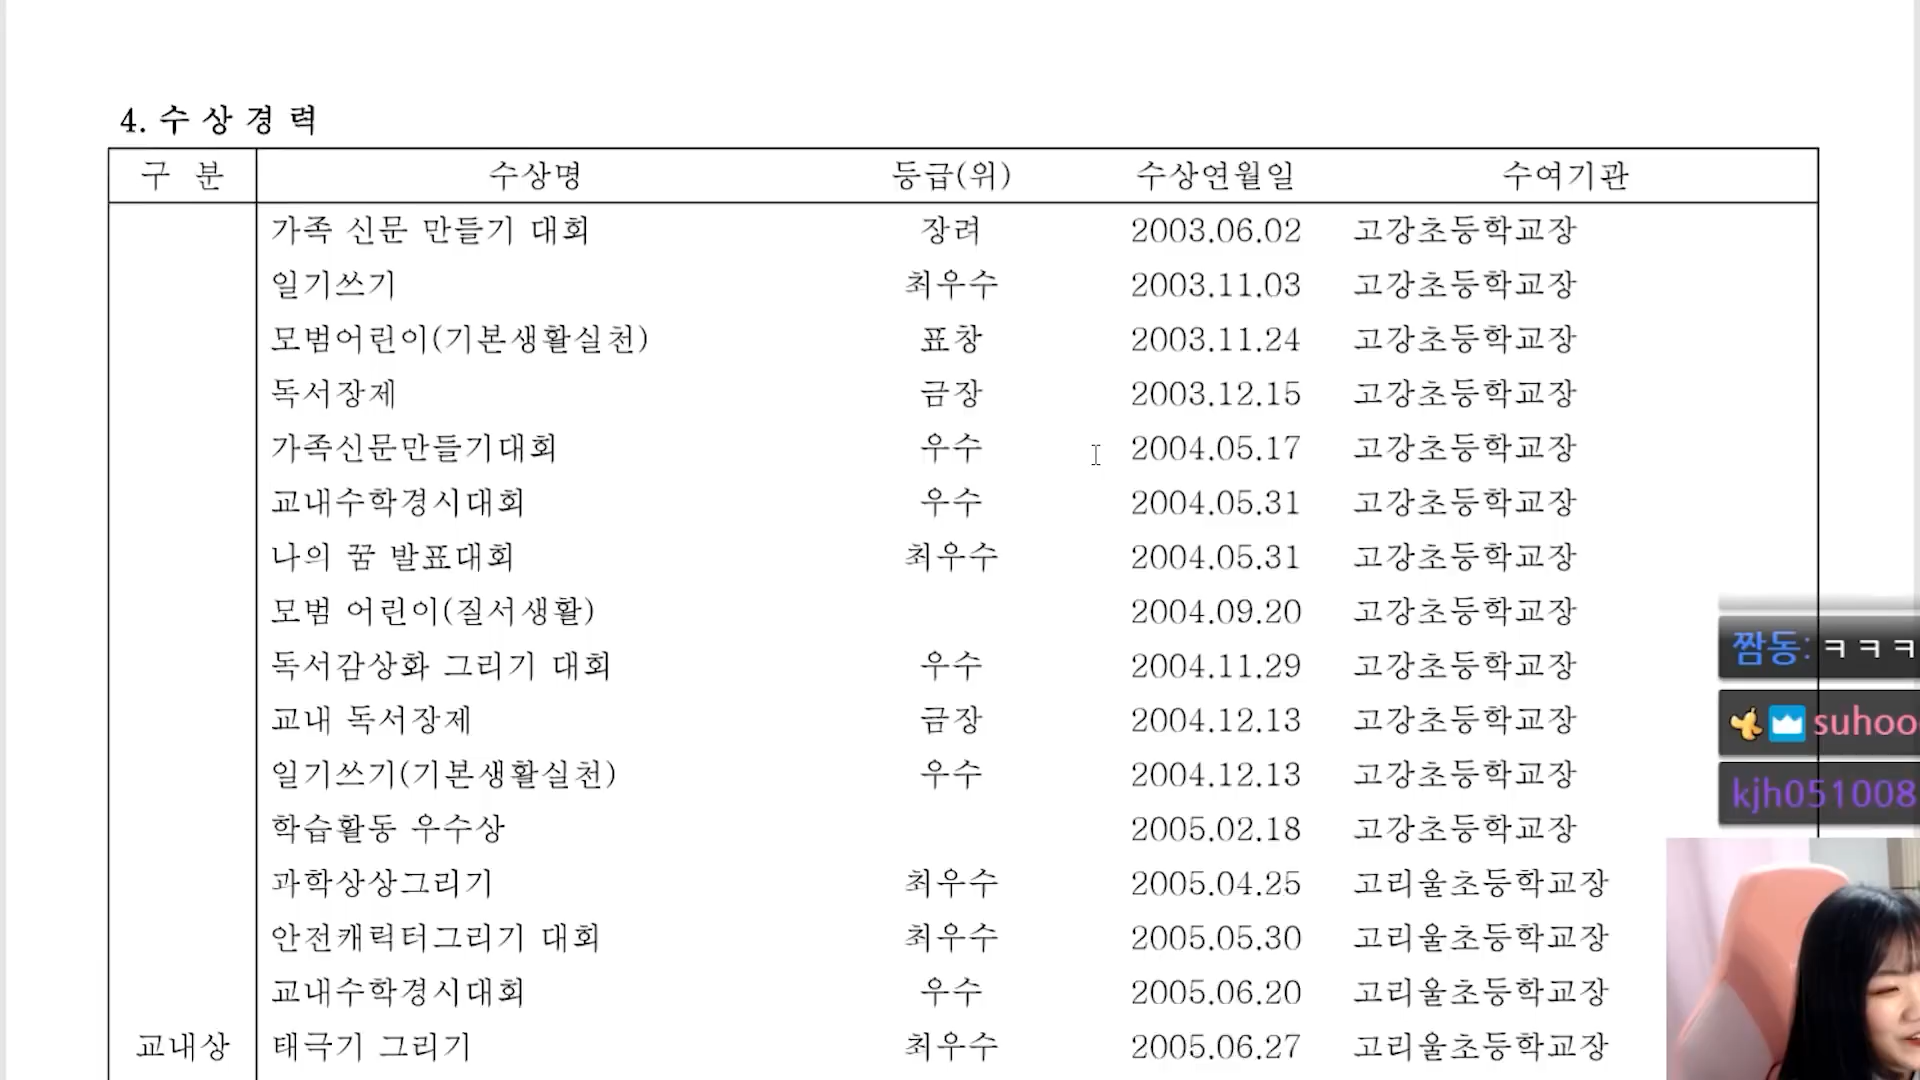 4. 수 상 경 력
구 분 수상명 등급(위) 수상연월일 수여기관
가족 신문 만들기 대회 장려 2003.06.02 고강초등학교장
일기쓰기 최우수 2003.11.03 고강초등학교장
모범어린이(기본생활실천) 표창 2003.11.24 고강초등학교장
독서장제 금장 2003.12.15 고강초등학교장
가족신문만들기대회 우수 2004.05.17 고강초등학교장
교내수학경시대회 우수 2004.05.31 고강초등학교장
나의 꿈 발표대회 최우수 2004.05.31 고강초등학교장
모범 어린이(질서생활) 2004.09.20 고강초등학교장
독서감상화 그리기 대회 우수 2004.11.29 고강초등학교장
교내 독서장제 금장 2004.12.13 고강초등학교장
일기쓰기(기본생활실천) 우수 2004.12.13 고강초등학교장
학습활동 우수상 2005.02.18 고강초등학교장
과학상상그리기 최우수 2005.04.25 고리울초등학교장
안전캐릭터그리기 대회 최우수 2005.05.30 고리울초등학교장
교내수학경시대회 우수 2005.06.20 고리울초등학교장
교내상 태극기 그리기 최우수 2005.06.27 고리울초등학교장
짬동: ㅋㅋㅋ
suhoo
kjh051008